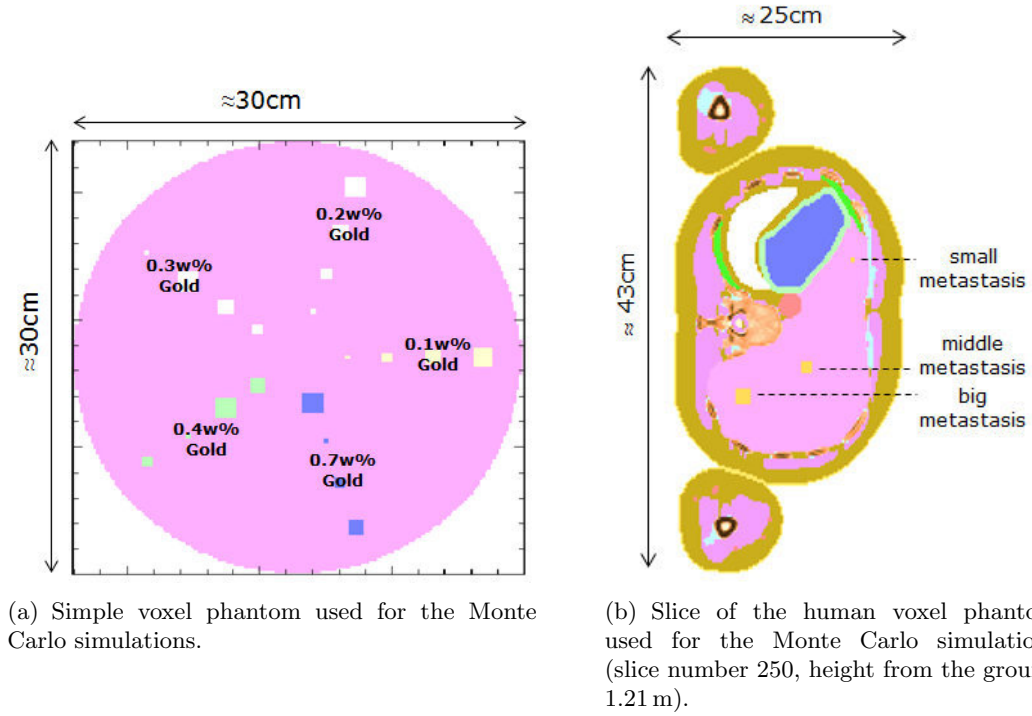 ≈30cm
≈30cm
0.2w%
Gold
0.3w%
Gold
0.1w%
Gold
0.4w%
Gold
0.7w%
Gold
(a) Simple voxel phantom used for the Monte
Carlo simulations.
≈25cm
≈ 43cm
small
metastasis
middle
metastasis
big
metastasis
(b) Slice of the human voxel phanto
used for the Monte Carlo simulatio
(slice number 250, height from the grou
1.21 m).